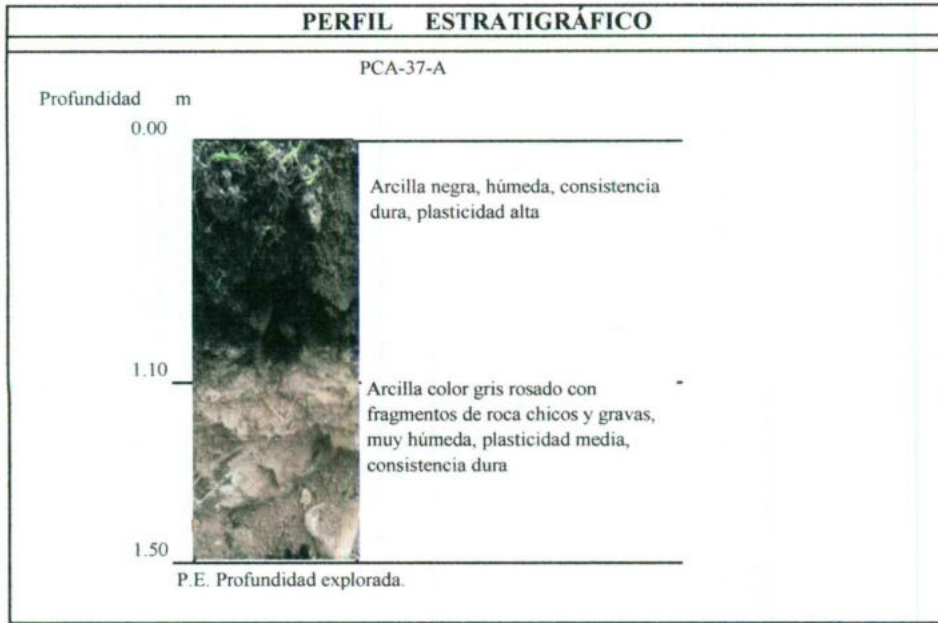 PERFIL ESTRATIGRÁFICO
PCA-37-A
Profundidad m
0.00
Arcilla negra, húmeda, consistencia
dura, plasticidad alta
1.10
Arcilla color gris rosado con
fragmentos de roca chicos y gravas,
muy húmeda, plasticidad media,
consistencia dura
1.50
P.E. Profundidad explorada.